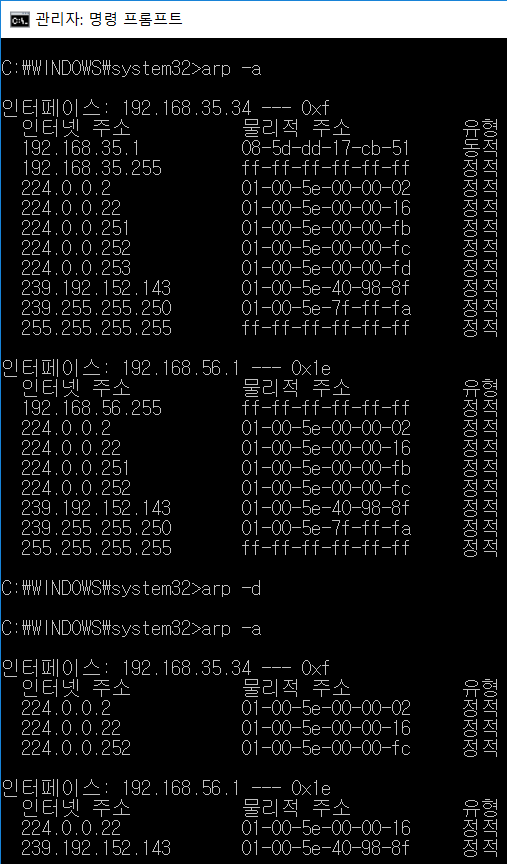 관리자: 명령 프롬프트
C:₩WINDOWS₩system32>arp -a
인터페이스: 192.168.35.34 --- 0xf
인터넷 주소 물리적 주소 유형
192.168.35.1 08-5d-dd-17-cb-51 동적
192.168.35.255 ff-ff-ff-ff-ff-ff 정적
224.0.0.2 01-00-5e-00-00-02 정적
224.0.0.22 01-00-5e-00-00-16 정적
224.0.0.251 01-00-5e-00-00-fb 정적
224.0.0.252 01-00-5e-00-00-fc 정적
224.0.0.253 01-00-5e-00-00-fd 정적
239.192.152.143 01-00-5e-40-98-8f 정적
239.255.255.250 01-00-5e-7f-ff-fa 정적
255.255.255.255 ff-ff-ff-ff-ff-ff 정적
인터페이스: 192.168.56.1 --- 0x1e
인터넷 주소 물리적 주소 유형
192.168.56.255 ff-ff-ff-ff-ff-ff 정적
224.0.0.2 01-00-5e-00-00-02 정적
224.0.0.22 01-00-5e-00-00-16 정적
224.0.0.251 01-00-5e-00-00-fb 정적
224.0.0.252 01-00-5e-00-00-fc 정적
239.192.152.143 01-00-5e-40-98-8f 정적
239.255.255.250 01-00-5e-7f-ff-fa 정적
255.255.255.255 ff-ff-ff-ff-ff-ff 정적
C:₩WINDOWS₩system32>arp -d
C:₩WINDOWS₩system32>arp -a
인터페이스: 192.168.35.34 --- 0xf
인터넷 주소 물리적 주소 유형
224.0.0.2 01-00-5e-00-00-02 정적
224.0.0.22 01-00-5e-00-00-16 정적
224.0.0.252 01-00-5e-00-00-fc 정적
인터페이스: 192.168.56.1 --- 0x1e
인터넷 주소 물리적 주소 유형
224.0.0.22 01-00-5e-00-00-16 정적
239.192.152.143 01-00-5e-40-98-8f 정적